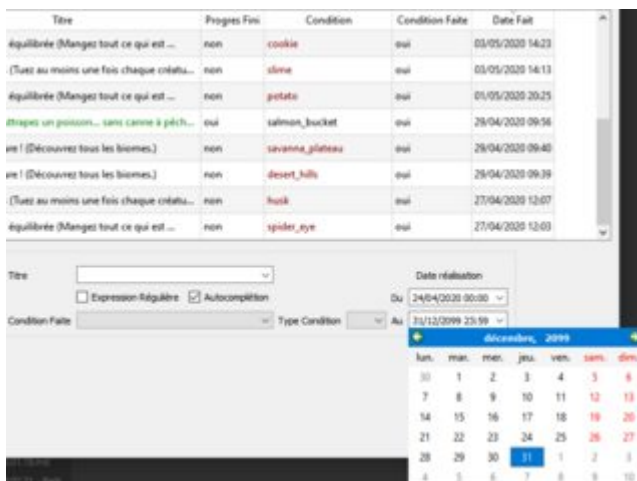 Titre Progres Fini Condition Condition Faite Date Fait
équilibrée (Mangez tout ce qui est ... non cookie oui 03/05/2020 14:23
(Tuez au moins une fois chaque créatu... non slime oui 03/05/2020 14:13
équilibrée (Mangez tout ce qui est ... non potato oui 01/05/2020 20:25
attrapez un poisson... sans canne à pêch... oui salmon_bucket oui 29/04/2020 09:56
re ! (Découvrez tous les biomes.) non savanna_plateau oui 29/04/2020 09:40
re ! (Découvrez tous les biomes.) non desert_hills oui 29/04/2020 09:39
(Tuez au moins une fois chaque créatu... non husk oui 27/04/2020 12:07
équilibrée (Mangez tout ce qui est ... non spider_eye oui 27/04/2020 12:03
Titre Date réalisation
Expression Régulière Autocomplétion Du 24/04/2020 00:00
Condition Faite Type Condition Au 31/12/2099 23:59
décembre, 2099
lun. mar. mer. jeu. ven. sam. dim.
30 1 2 3 4 5 6
7 8 9 10 11 12 13
14 15 16 17 18 19 20
21 22 23 24 25 26 27
28 29 30 31 1 2 3
4 5 6 7 8 9 10